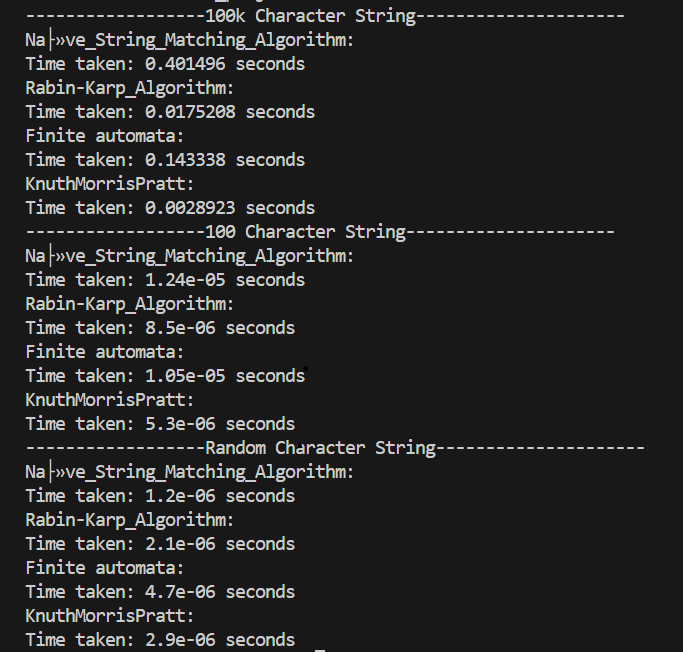 ------------------100k Character String---------------------
Na├»ve_String_Matching_Algorithm:
Time taken: 0.401496 seconds
Rabin-Karp_Algorithm:
Time taken: 0.0175208 seconds
Finite automata:
Time taken: 0.143338 seconds
KnuthMorrisPratt:
Time taken: 0.0028923 seconds
------------------100 Character String---------------------
Na├»ve_String_Matching_Algorithm:
Time taken: 1.24e-05 seconds
Rabin-Karp_Algorithm:
Time taken: 8.5e-06 seconds
Finite automata:
Time taken: 1.05e-05 seconds
KnuthMorrisPratt:
Time taken: 5.3e-06 seconds
------------------Random Character String---------------------
Na├»ve_String_Matching_Algorithm:
Time taken: 1.2e-06 seconds
Rabin-Karp_Algorithm:
Time taken: 2.1e-06 seconds
Finite automata:
Time taken: 4.7e-06 seconds
KnuthMorrisPratt:
Time taken: 2.9e-06 seconds